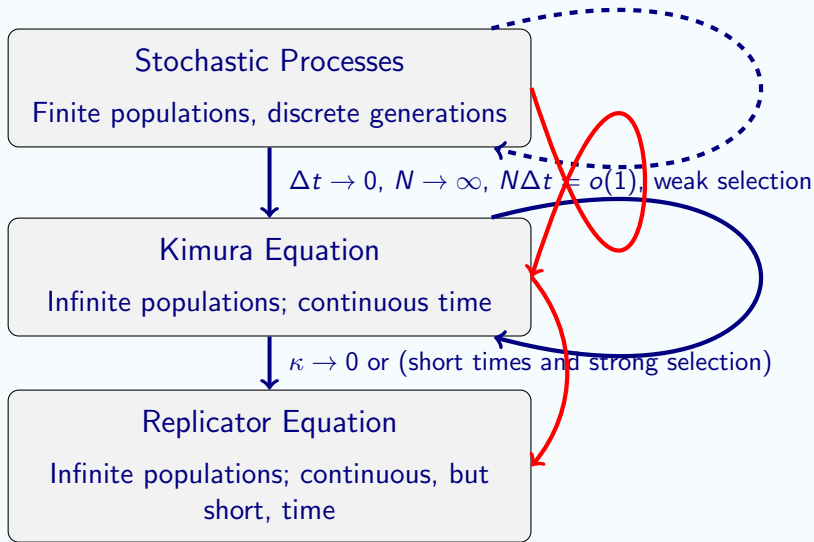 Stochastic Processes
Finite populations, discrete generations
Δt → 0, N → ∞, NΔt = o(1), weak selection
Kimura Equation
Infinite populations; continuous time
κ → 0 or (short times and strong selection)
Replicator Equation
Infinite populations; continuous, but
short, time